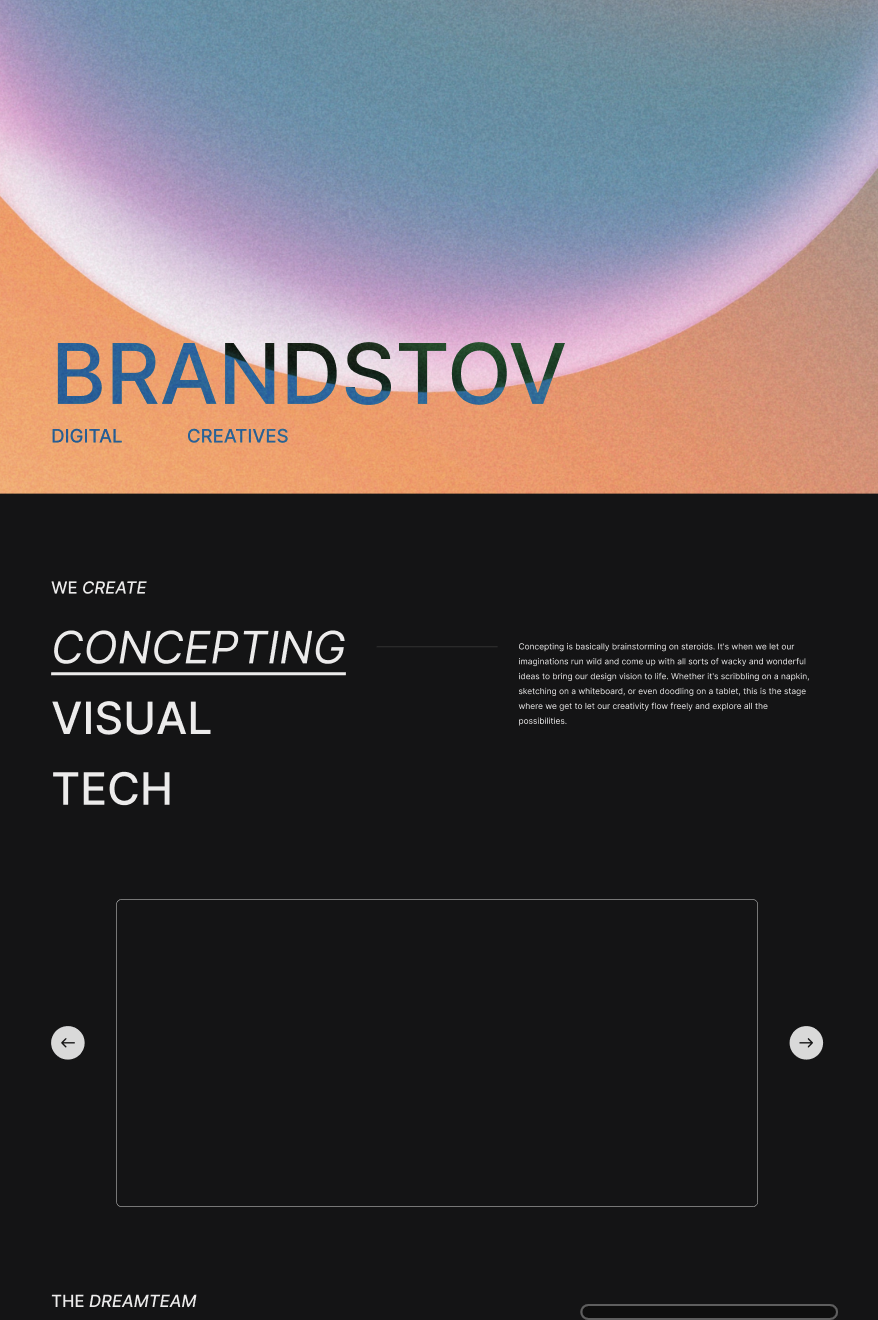 BRANDSTOV
DIGITAL CREATIVES
WE CREATE
CONCEPTING
Concepting is basically brainstorming on steroids. It's when we let our
imaginations run wild and come up with all sorts of wacky and wonderful
ideas to bring our design vision to life. Whether it's scribbling on a napkin,
sketching on a whiteboard, or even doodling on a tablet, this is the stage
where we get to let our creativity flow freely and explore all the
possibilities.
VISUAL
TECH
THE DREAMTEAM